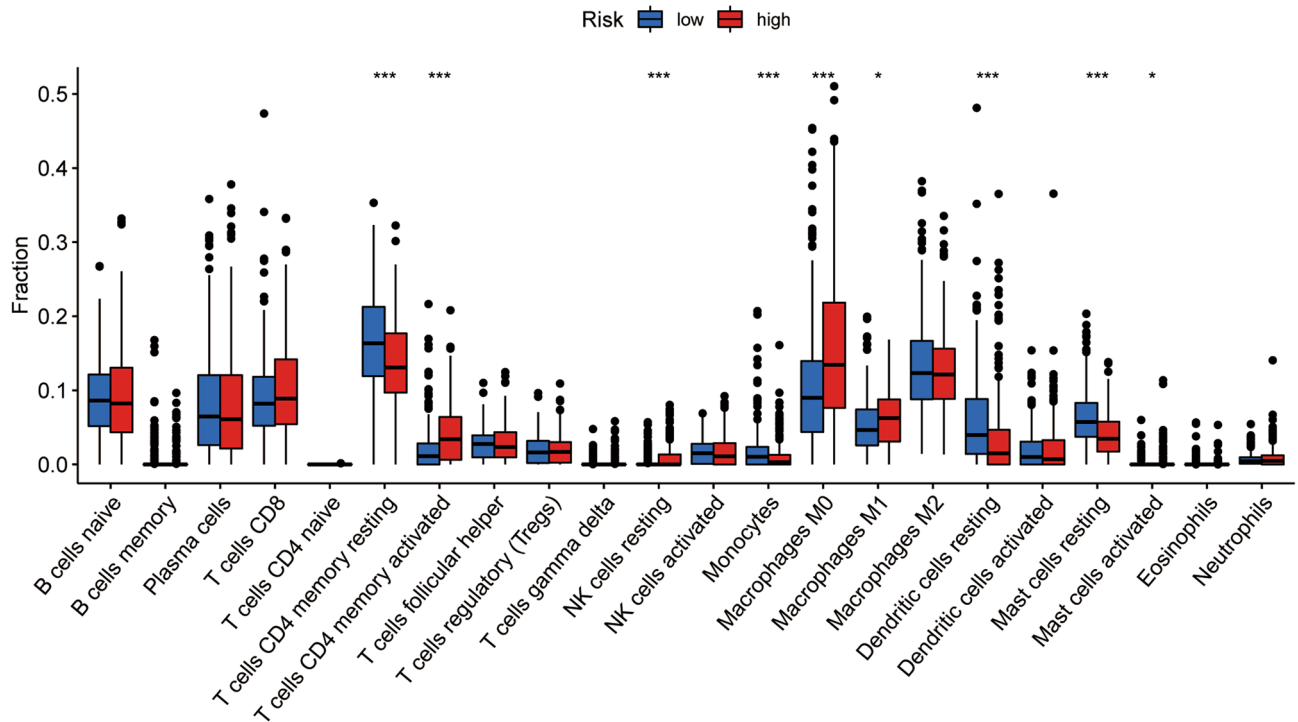 Risk low high
*** *** *** *** *** * *** *** *
0.5
0.4
0.3
0.2
0.1
0.0
Fraction
B cells naive
B cells memory
Plasma cells
T cells CD8
T cells CD4 naive
T cells CD4 memory resting
T cells CD4 memory activated
T cells follicular helper
T cells regulatory (Tregs)
T cells gamma delta
NK cells resting
NK cells activated
Monocytes
Macrophages M0
Macrophages M1
Macrophages M2
Dendritic cells resting
Dendritic cells activated
Mast cells resting
Mast cells activated
Eosinophils
Neutrophils